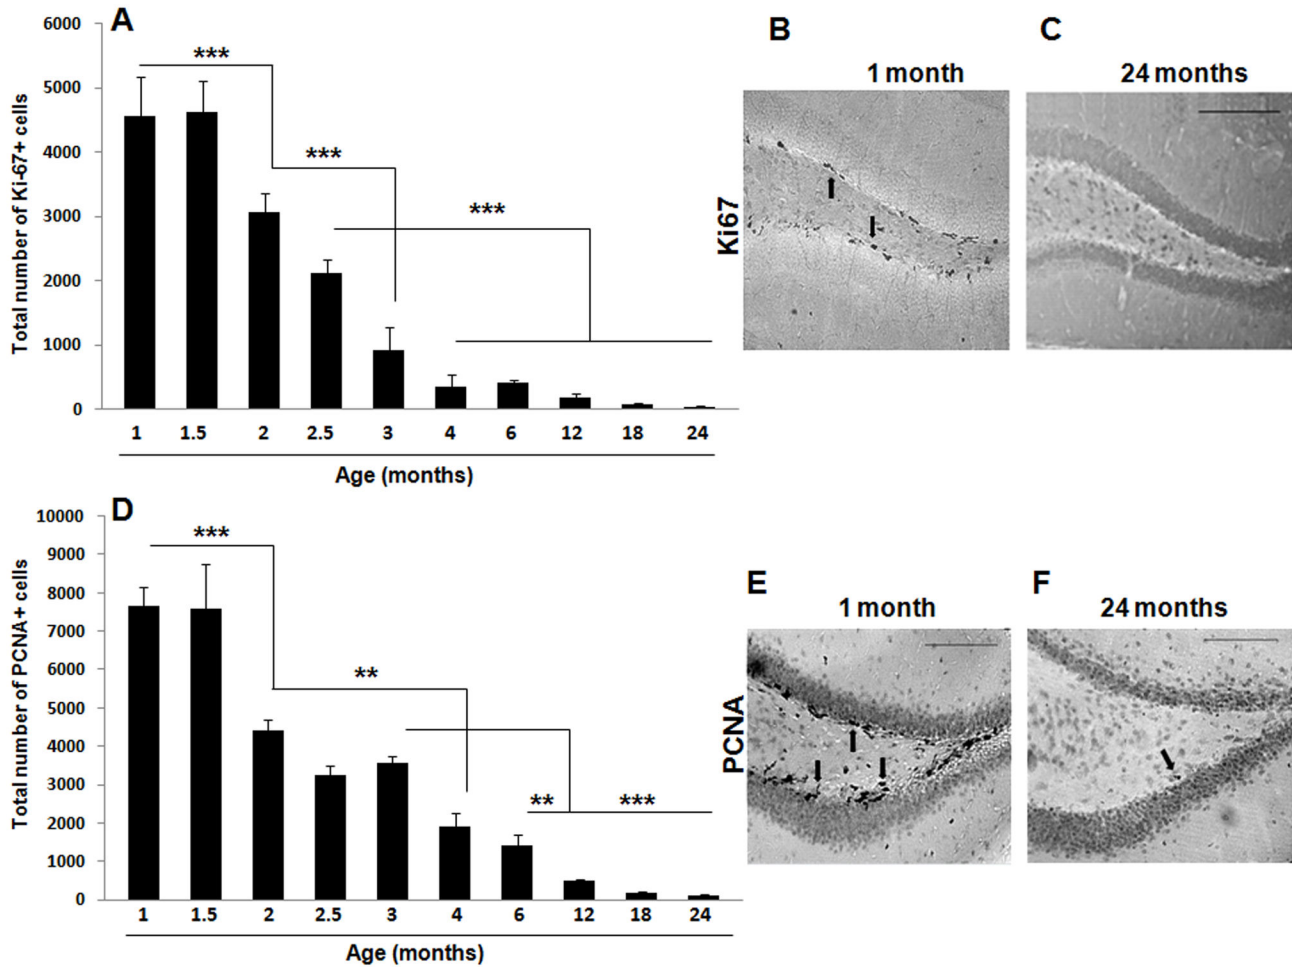 A
Total number of Ki-67+ cells
6000
5000
4000
3000
2000
1000
0
***
***
***
1 1.5 2 2.5 3 4 6 12 18 24
Age (months)
B
1 month
Ki67
C
24 months
D
Total number of PCNA+ cells
10000
9000
8000
7000
6000
5000
4000
3000
2000
1000
0
***
**
** ***
1 1.5 2 2.5 3 4 6 12 18 24
Age (months)
E
1 month
PCNA
F
24 months